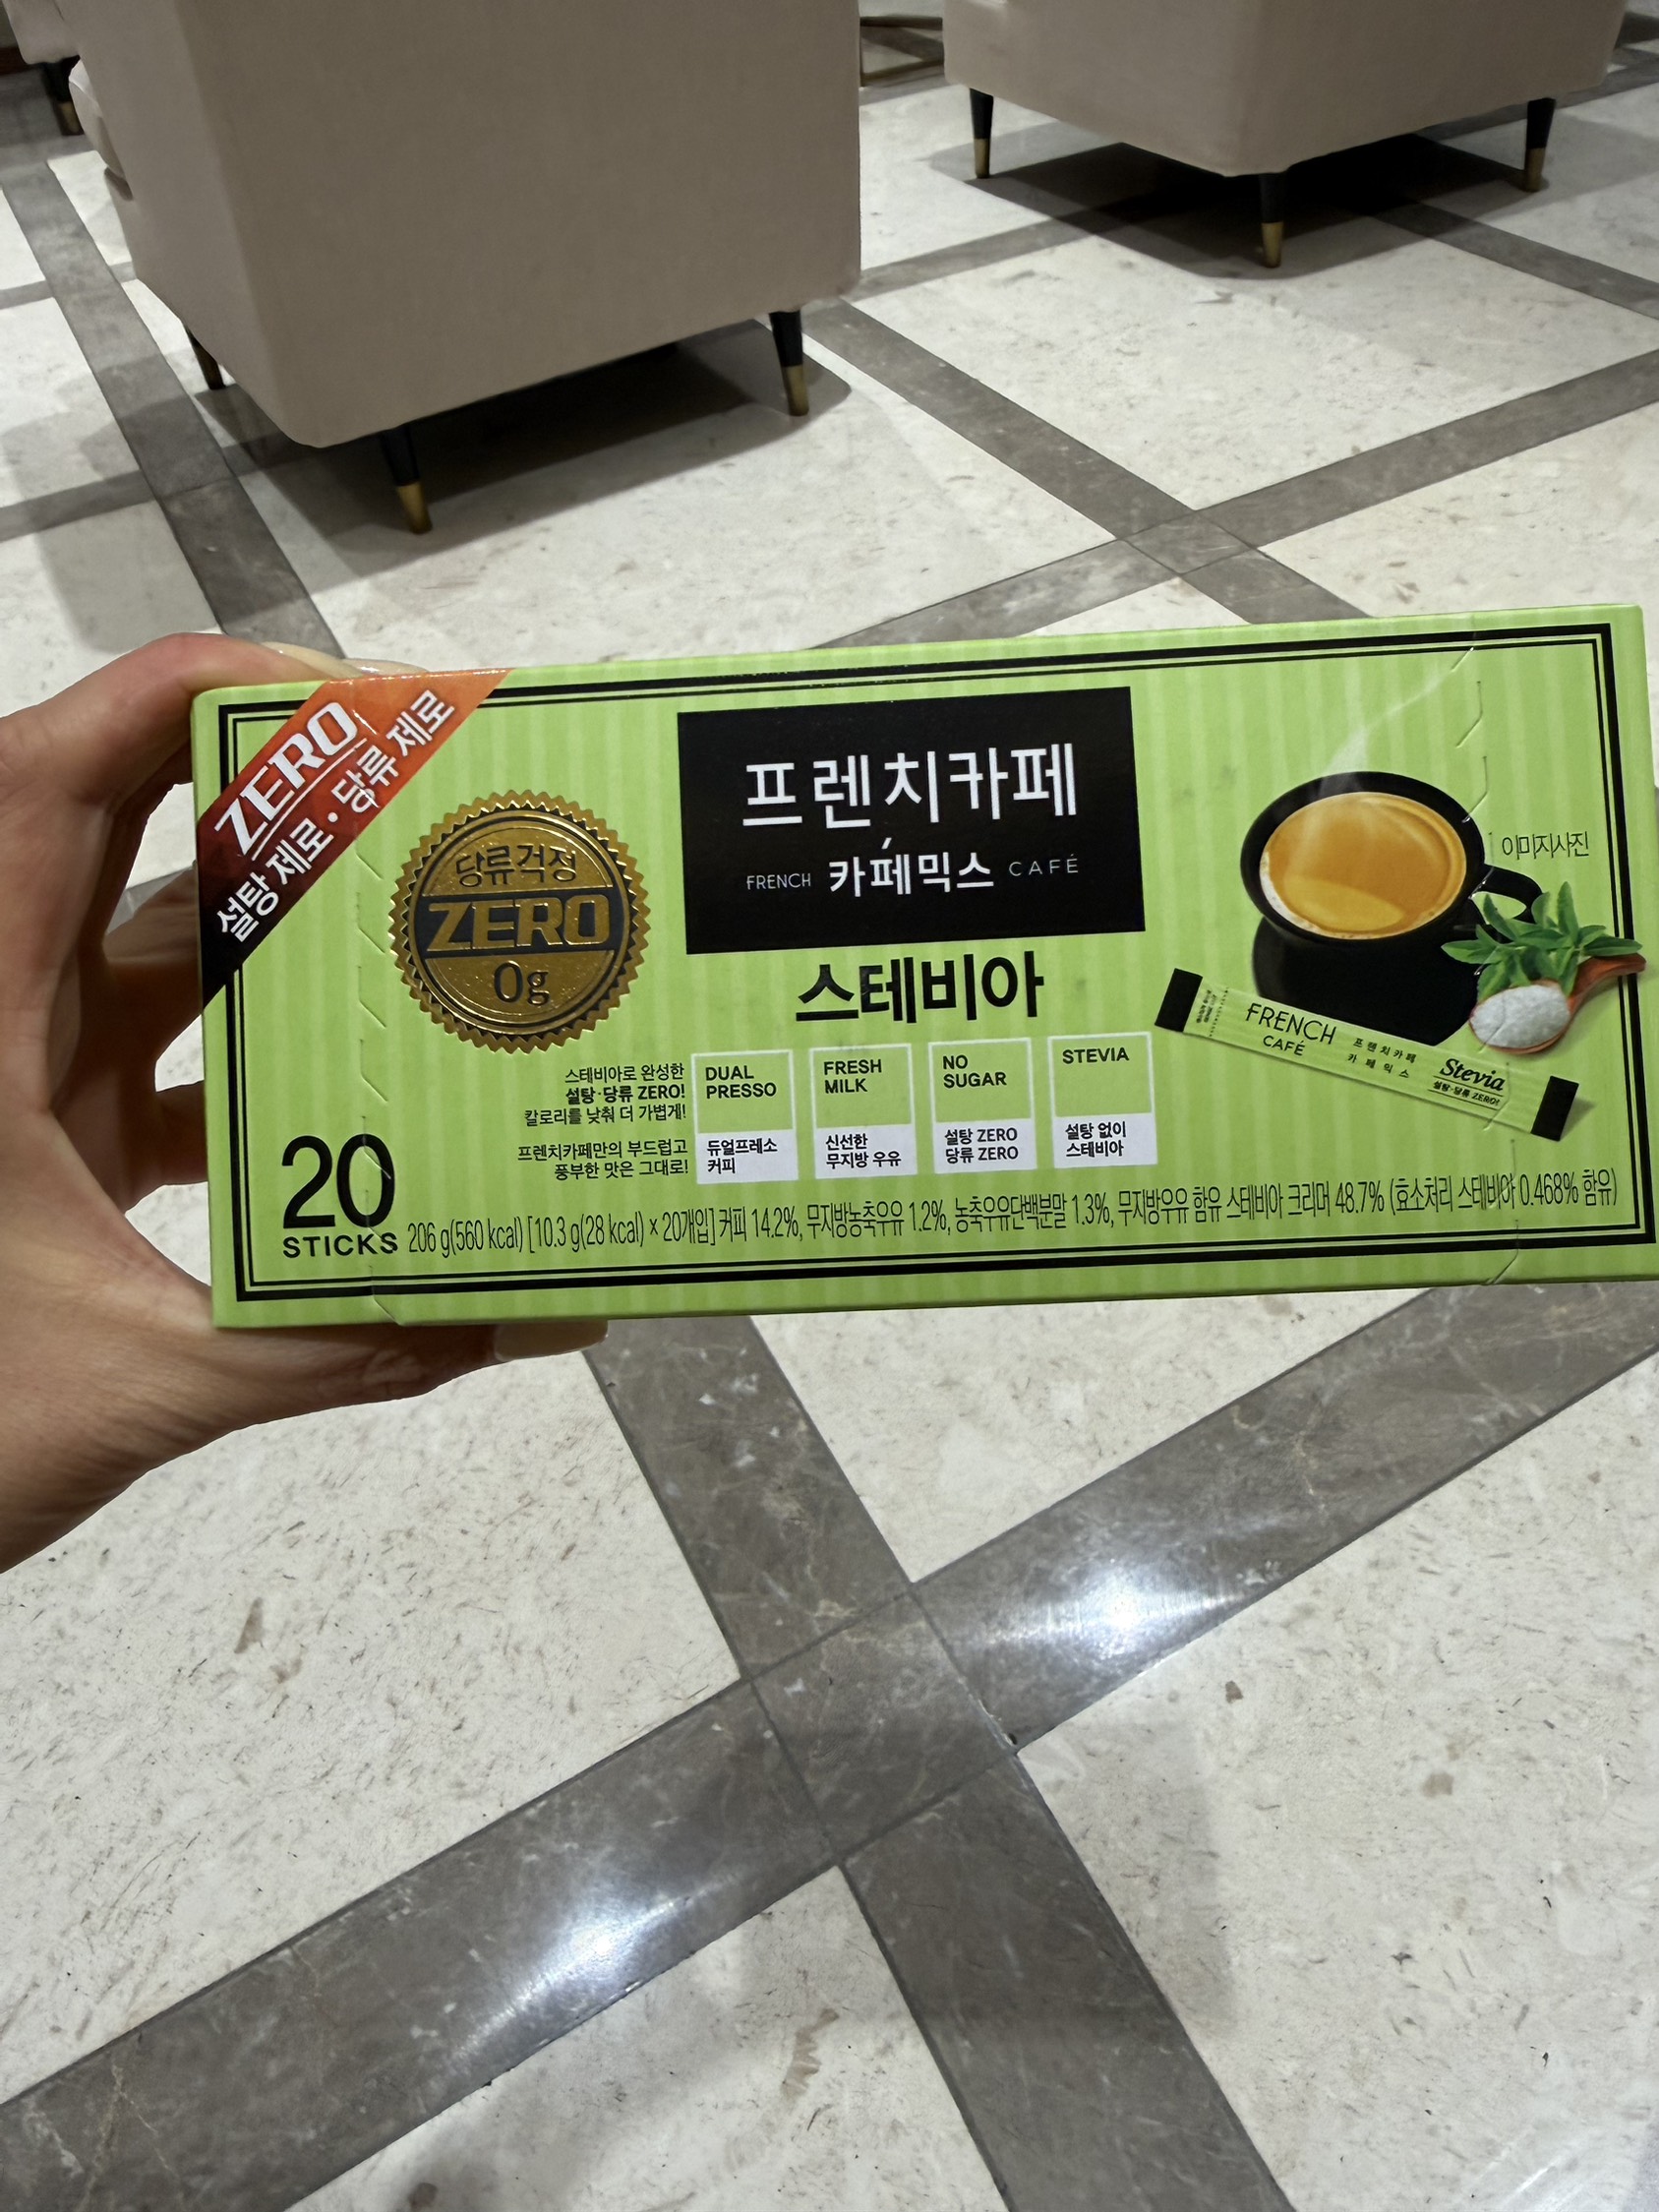 ZERO
설탕 제로 · 당류 제로
당류걱정
ZERO
0g
프렌치카페
FRENCH 카페믹스 CAFÉ
스테비아
이미지사진
FRENCH
CAFÉ
프렌치카페
카페믹스
Stevia
설탕·당류 ZERO!
스테비아로 완성한
설탕·당류 ZERO!
칼로리를 낮춰 더 가볍게!
프렌치카페만의 부드럽고
풍부한 맛은 그대로!
DUAL
PRESSO
듀얼프레소
커피
FRESH
MILK
신선한
무지방 우유
NO
SUGAR
설탕 ZERO
당류 ZERO
STEVIA
설탕 없이
스테비아
20
STICKS
206 g(560 kcal) [10.3 g(28 kcal) × 20개입] 커피 14.2%, 무지방농축우유 1.2%, 농축우유단백분말 1.3%, 무지방우유 함유 스테비아 크리머 48.7% (효소처리 스테비아 0.468% 함유)